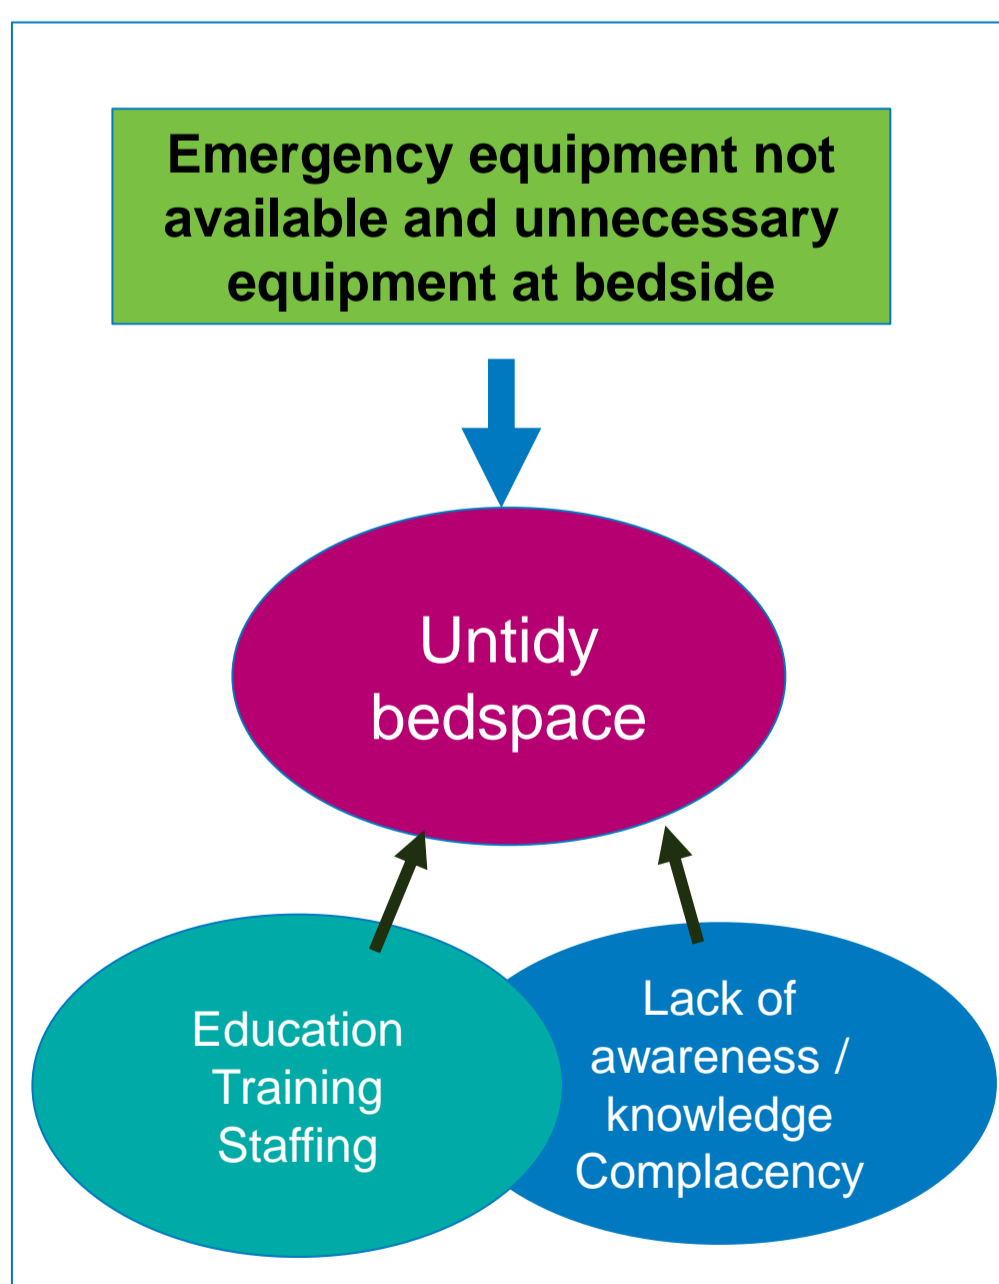 Emergency equipment not
available and unnecessary
equipment at bedside
Untidy
bedspace
Education
Training
Staffing
Lack of
awareness /
knowledge
Complacency